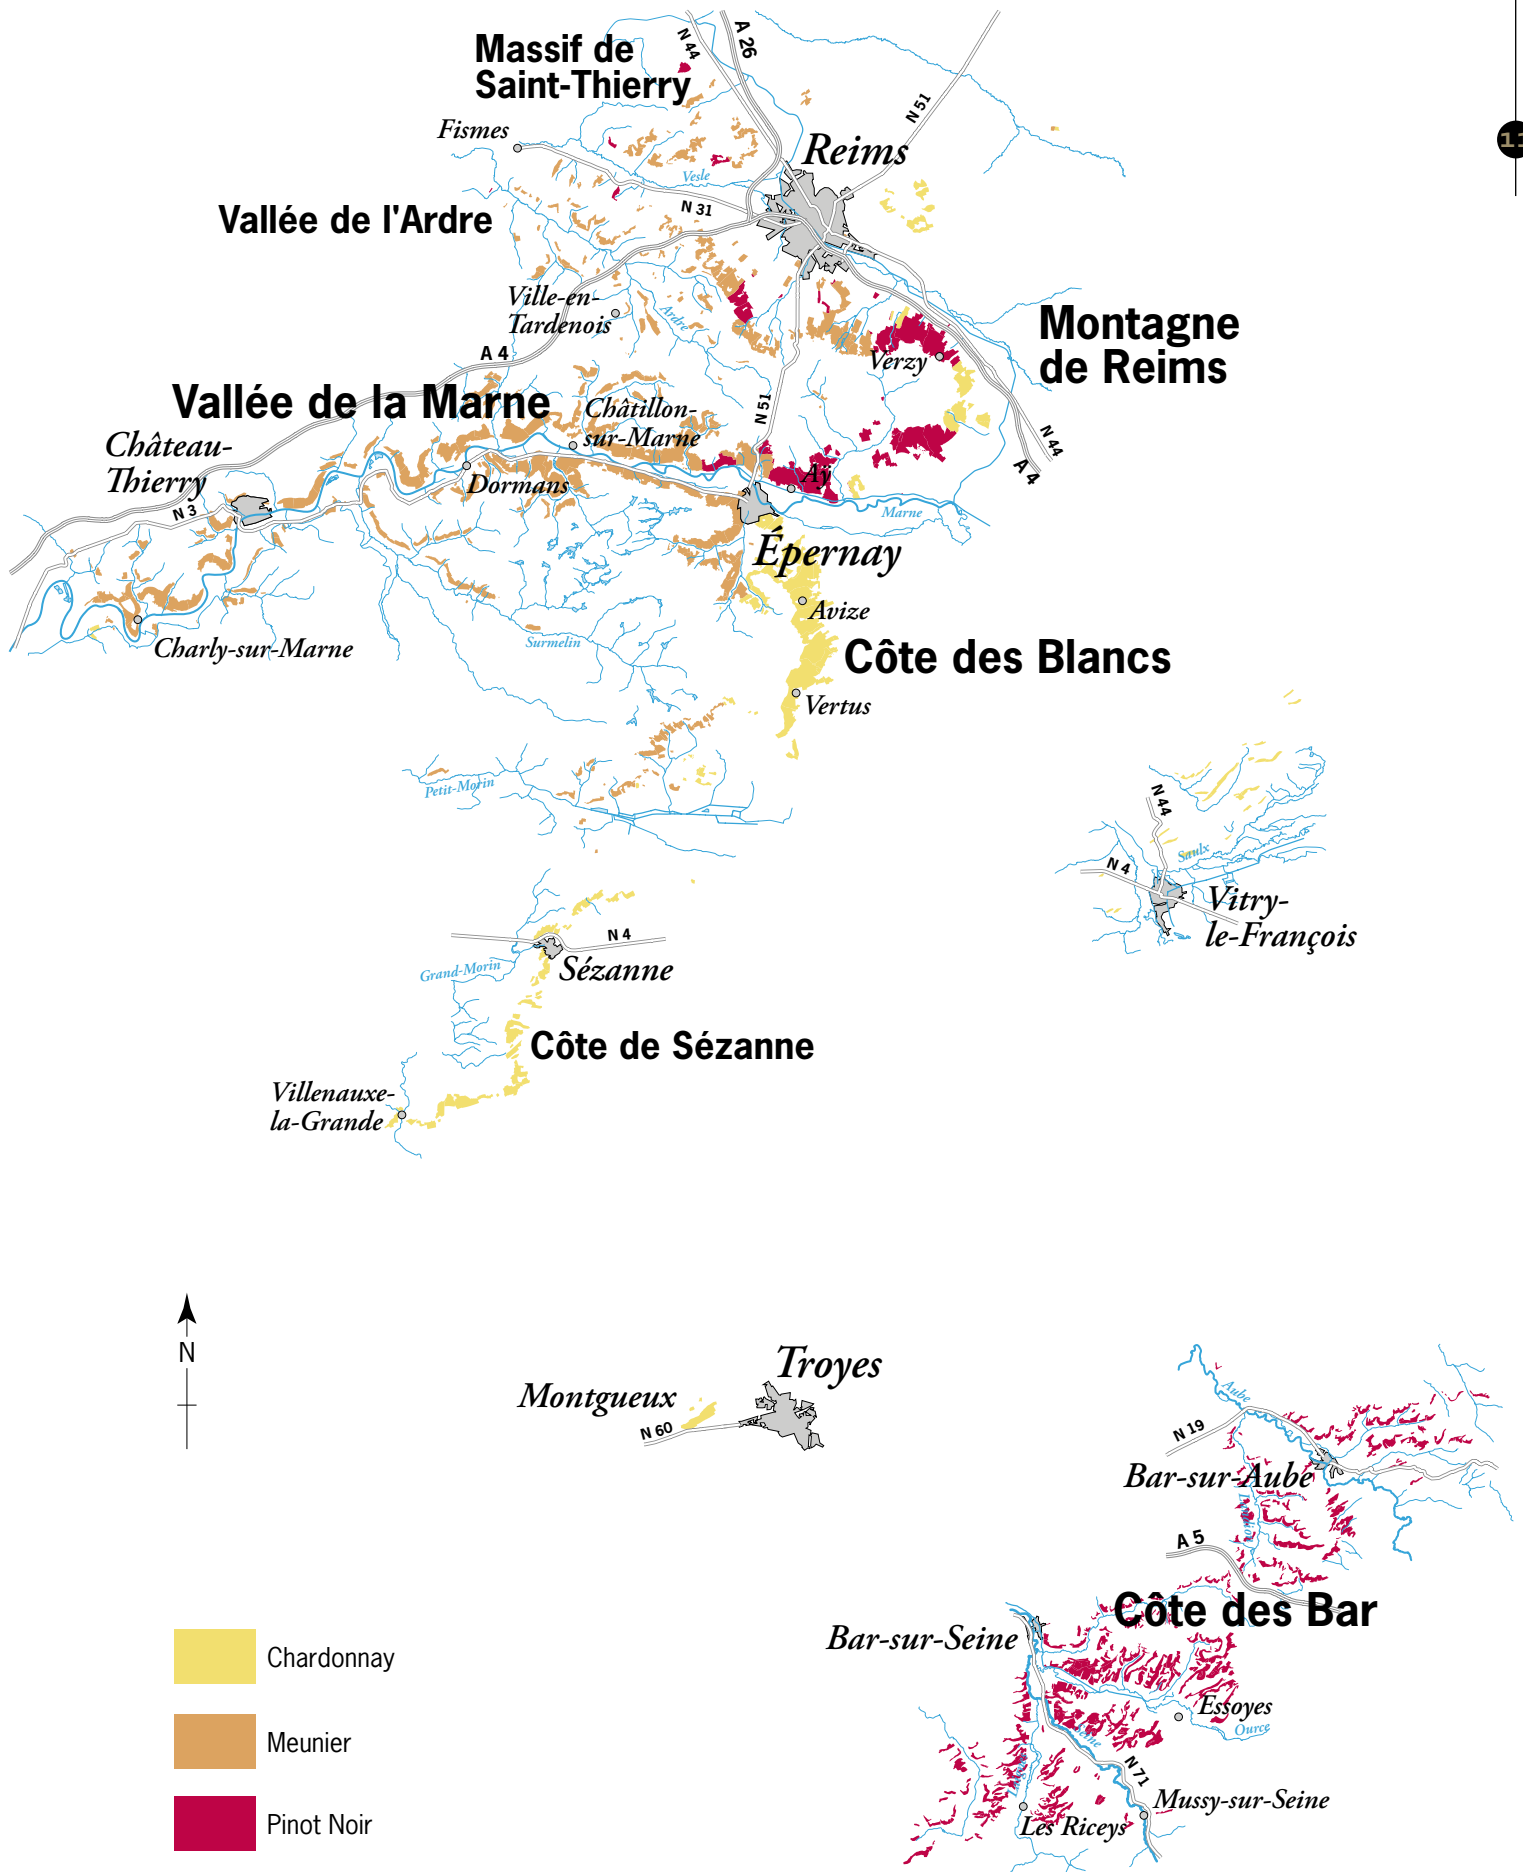 N 44
A 26
Massif de
Saint-Thierry
11
N 51
Fismes
Reims
Vesle
N 31
Vallée de l'Ardre
Ville-en-
Tardenois
Ardre
A 4
Montagne
de Reims
Verzy
Vallée de la Marne
Châtillon-
sur-Marne
N 51
Château-
Thierry
N 44
A 4
Dormans
Aÿ
N 3
Marne
Épernay
Avize
Charly-sur-Marne
Surmelin
Côte des Blancs
Vertus
Petit-Morin
N 44
Saulx
N 4
Vitry-
le-François
N 4
Grand-Morin
Sézanne
Côte de Sézanne
Villenauxe-
la-Grande
N
Troyes
Montgueux
N 60
Aube
N 19
Bar-sur-Aube
A 5
Côte des Bar
Bar-sur-Seine
Essoyes
Ource
Seine
N 71
Mussy-sur-Seine
Les Riceys
Chardonnay
Meunier
Pinot Noir